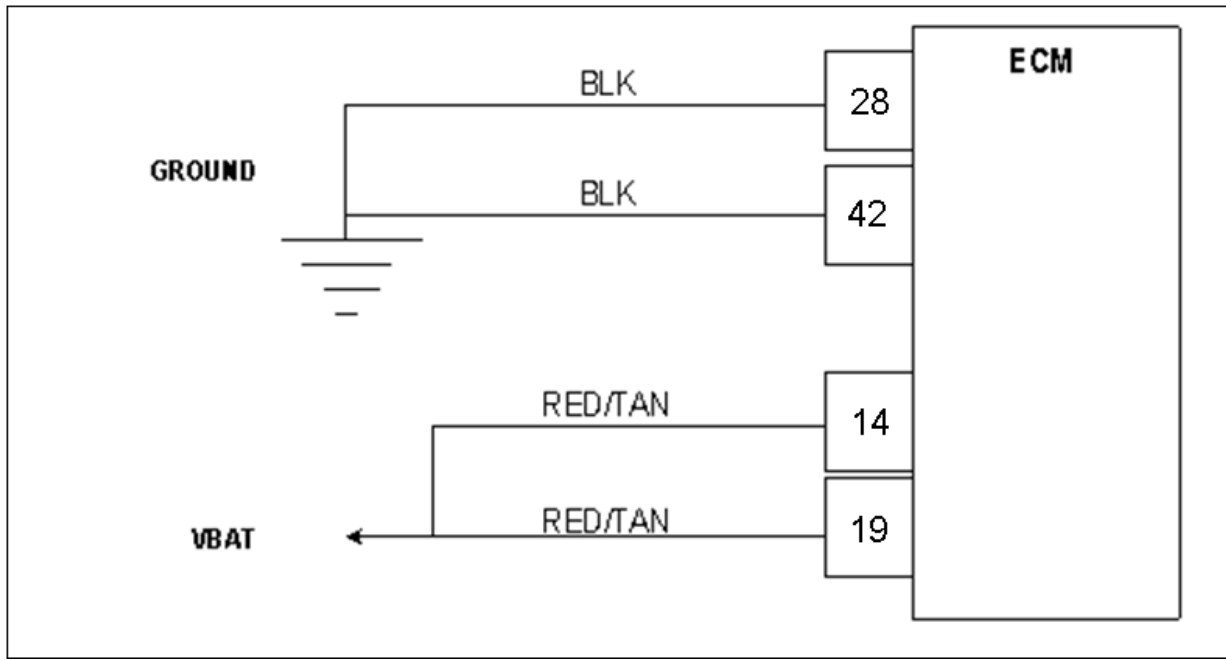 ECM
BLK
28
GROUND
BLK
42
RED/TAN
14
VBAT
RED/TAN
19